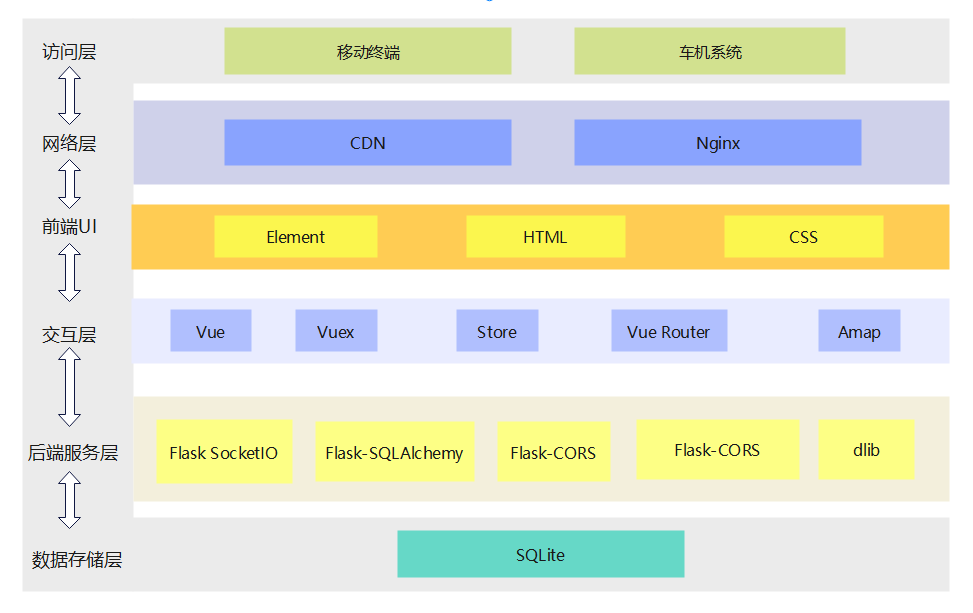 访问层
移动终端
车机系统
网络层
CDN
Nginx
前端UI
Element
HTML
CSS
交互层
Vue
Vuex
Store
Vue Router
Amap
后端服务层
Flask SocketIO
Flask-SQLAlchemy
Flask-CORS
Flask-CORS
dlib
数据存储层
SQLite